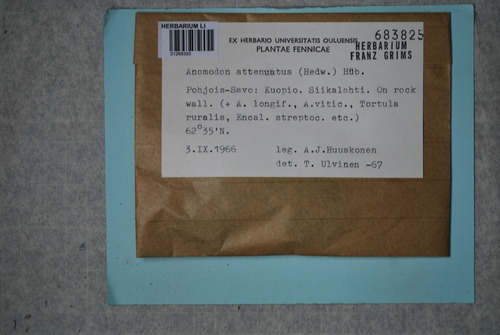 HERBARIUM LI
01268393
EX HERBARIO UNIVERSITATIS OULUENSIS
PLANTAE FENNICAE
683825
HERBARIUM
FRANZ GRIMS
Anomodon attenuatus (Hedw.) Hüb.
Pohjois-Savo: Kuopio. Siikalahti. On rock
wall. (+ A. longif., A.vitic., Tortula
ruralis, Encal. streptoc. etc.)
62°35'N.
3.IX.1966 leg. A.J.Huuskonen
det. T. Ulvinen -67